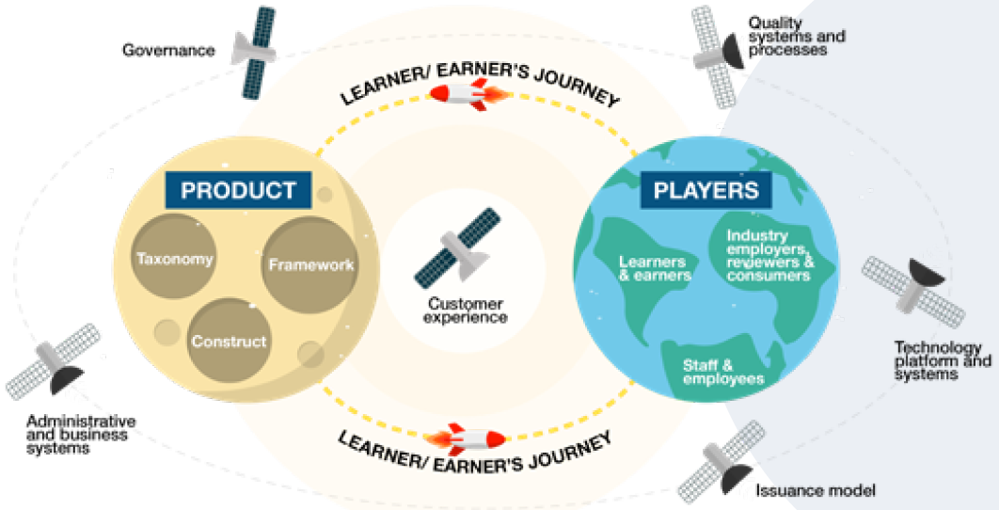 Governance
Quality
systems and
processes
LEARNER/ EARNER'S JOURNEY
PRODUCT
PLAYERS
Taxonomy
Framework
Construct
Learners
& earners
Industry
employers,
reviewers &
consumers
Customer
experience
Staff &
employees
Technology
platform and
systems
Administrative
and business
systems
LEARNER/ EARNER'S JOURNEY
Issuance model